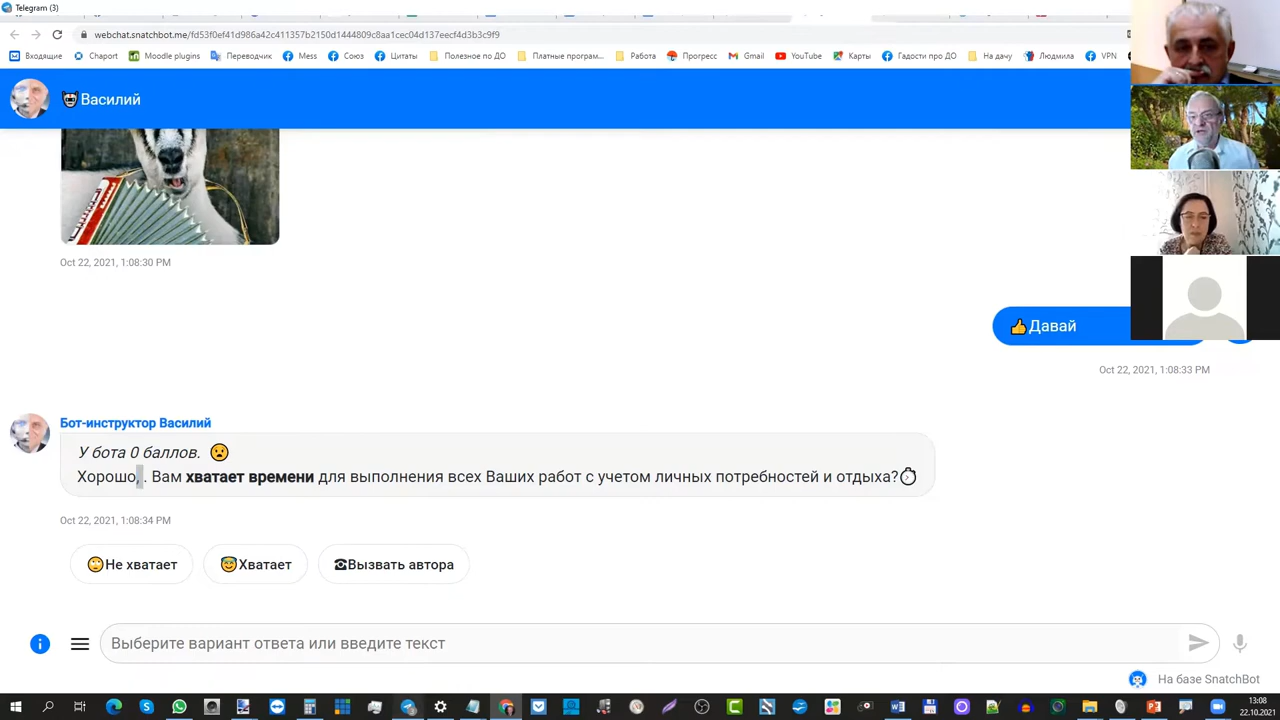 Telegram (3)
webchat.snatchbot.me/fd53f0ef41d986a42c411357b2150d1444809c8aa1cec04d137eecf4d3b3c9f9
Входящие Chaport Moodle plugins Переводчик Mess Союз Цитаты Полезное по ДО Платные програм... Работа Прогресс Gmail YouTube Карты Гадости про ДО На дачу Людмила VPN
Василий
Oct 22, 2021, 1:08:30 PM
Давай
Oct 22, 2021, 1:08:33 PM
Бот-инструктор Василий
У бота 0 баллов.
Хорошо, . Вам хватает времени для выполнения всех Ваших работ с учетом личных потребностей и отдыха?
Oct 22, 2021, 1:08:34 PM
Не хватает Хватает Вызвать автора
Выберите вариант ответа или введите текст
На базе SnatchBot
13:08
22.10.2021